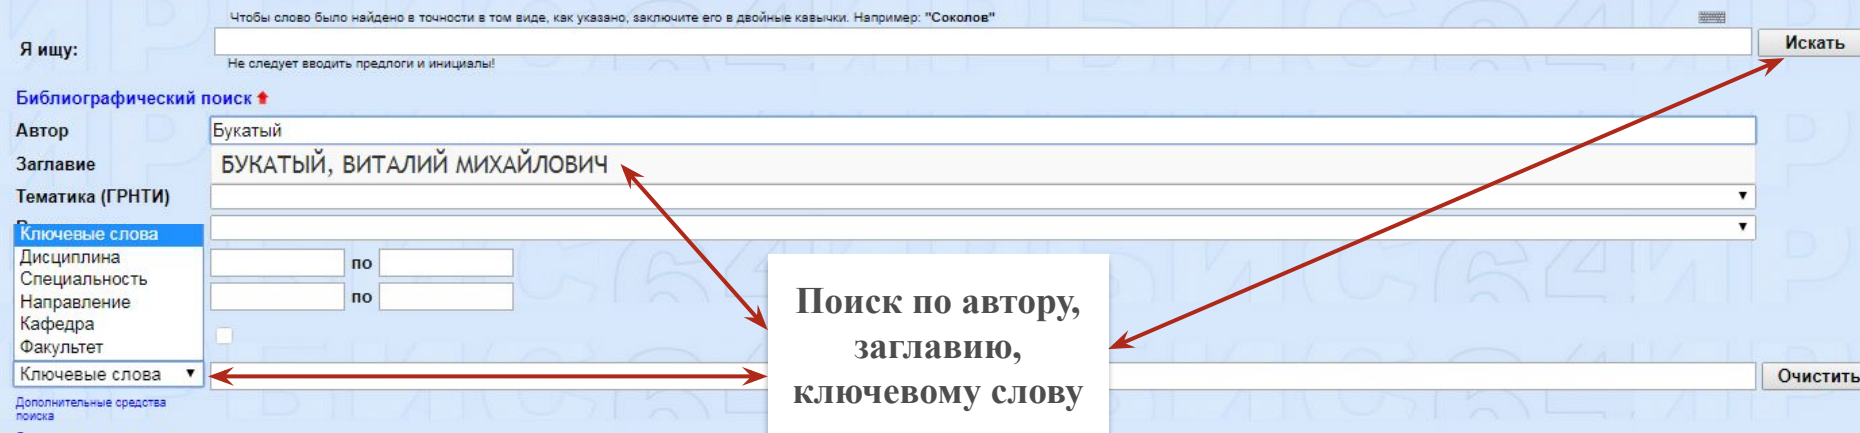 Чтобы слово было найдено в точности в том виде, как указано, заключите его в двойные кавычки. Например: "Соколов"
Я ищу:
Искать
Не следует вводить предлоги и инициалы!
Библиографический поиск
Автор
Букатый
Заглавие
БУКАТЫЙ, ВИТАЛИЙ МИХАЙЛОВИЧ
Тематика (ГРНТИ)
Ключевые слова
Дисциплина
по
Специальность
Направление
по
Кафедра
Факультет
Ключевые слова
Очистить
Дополнительные средства
поиска
Поиск по автору,
заглавию,
ключевому слову